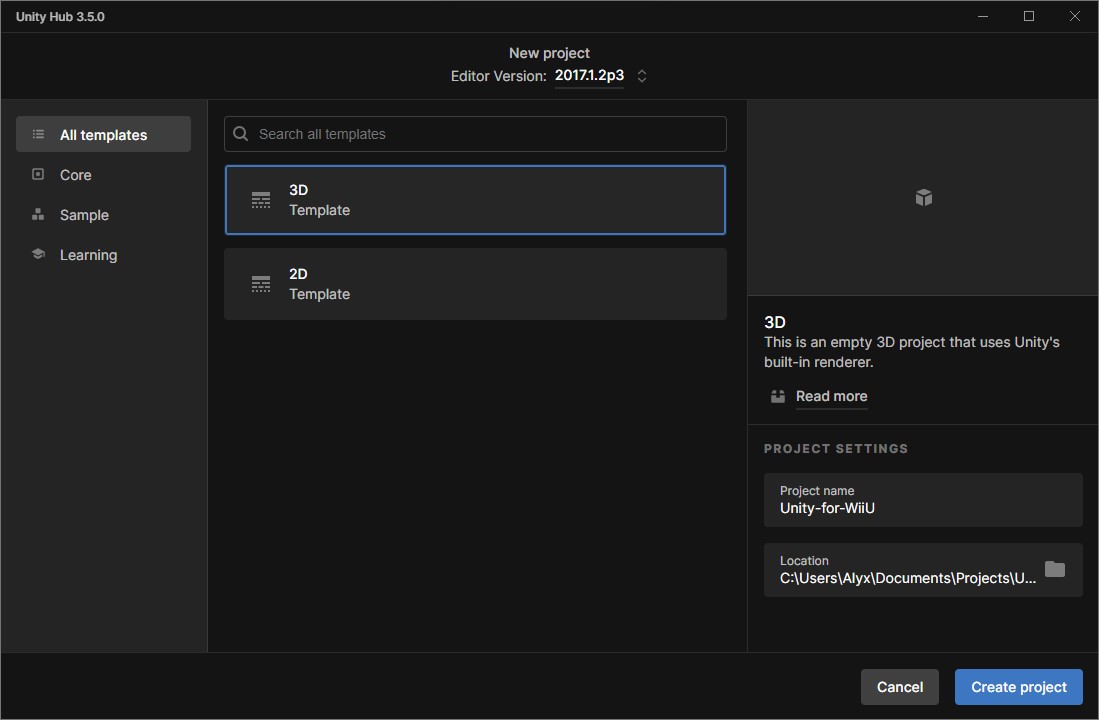 Unity Hub 3.5.0
New project
Editor Version: 2017.1.2p3
All templates
Core
Sample
Learning
Search all templates
3D
Template
2D
Template
3D
This is an empty 3D project that uses Unity's
built-in renderer.
Read more
PROJECT SETTINGS
Project name
Unity-for-WiiU
Location
C:\Users\Alyx\Documents\Projects\U...
Cancel
Create project